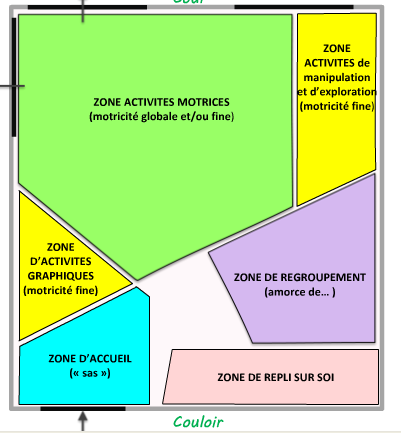 Cour
ZONE ACTIVITES MOTRICES
(motricité globale et/ou fine)
ZONE
ACTIVITES de
manipulation
et d'exploration
(motricité fine)
ZONE
D'ACTIVITES
GRAPHIQUES
(motricité fine)
ZONE DE REGROUPEMENT
(amorce de... )
ZONE D'ACCUEIL
(« sas »)
ZONE DE REPLI SUR SOI
Couloir